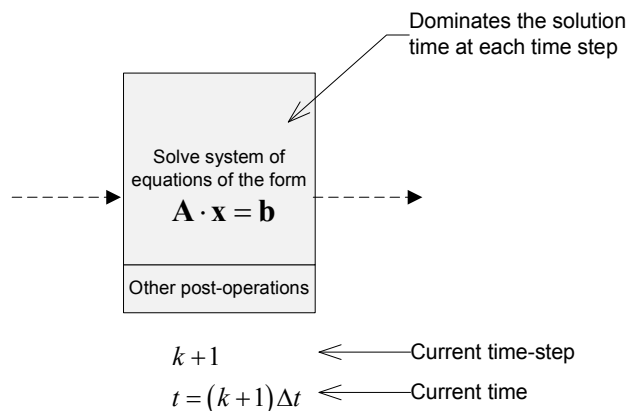 Dominates the solution
time at each time step
Solve system of
equations of the form
A · x = b
Other post-operations
k + 1
Current time-step
t = (k + 1) Δt
Current time